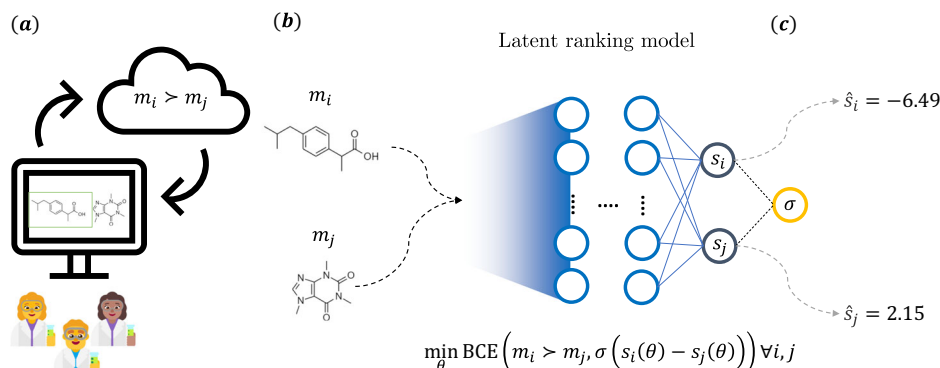 (a)
m_i ≻ m_j
(b)
Latent ranking model
m_i
O
OH
m_j
N
N
N
N
O
O
s_i
s_j
σ
min_θ BCE(m_i ≻ m_j, σ(s_i(θ) − s_j(θ))) ∀i, j
(c)
ŝ_i = −6.49
ŝ_j = 2.15